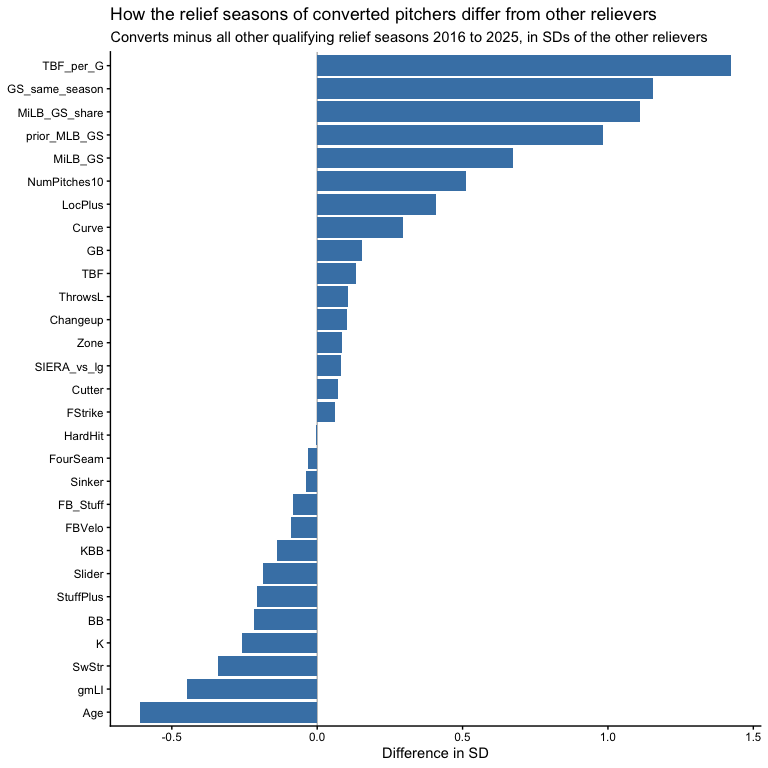 How the relief seasons of converted pitchers differ from other relievers
Converts minus all other qualifying relief seasons 2016 to 2025, in SDs of the other relievers
TBF_per_G
GS_same_season
MiLB_GS_share
prior_MLB_GS
MiLB_GS
NumPitches10
LocPlus
Curve
GB
TBF
ThrowsL
Changeup
Zone
SIERA_vs_lg
Cutter
FStrike
HardHit
FourSeam
Sinker
FB_Stuff
FBVelo
KBB
Slider
StuffPlus
BB
K
SwStr
gmLI
Age
-0.5 0.0 0.5 1.0 1.5
Difference in SD